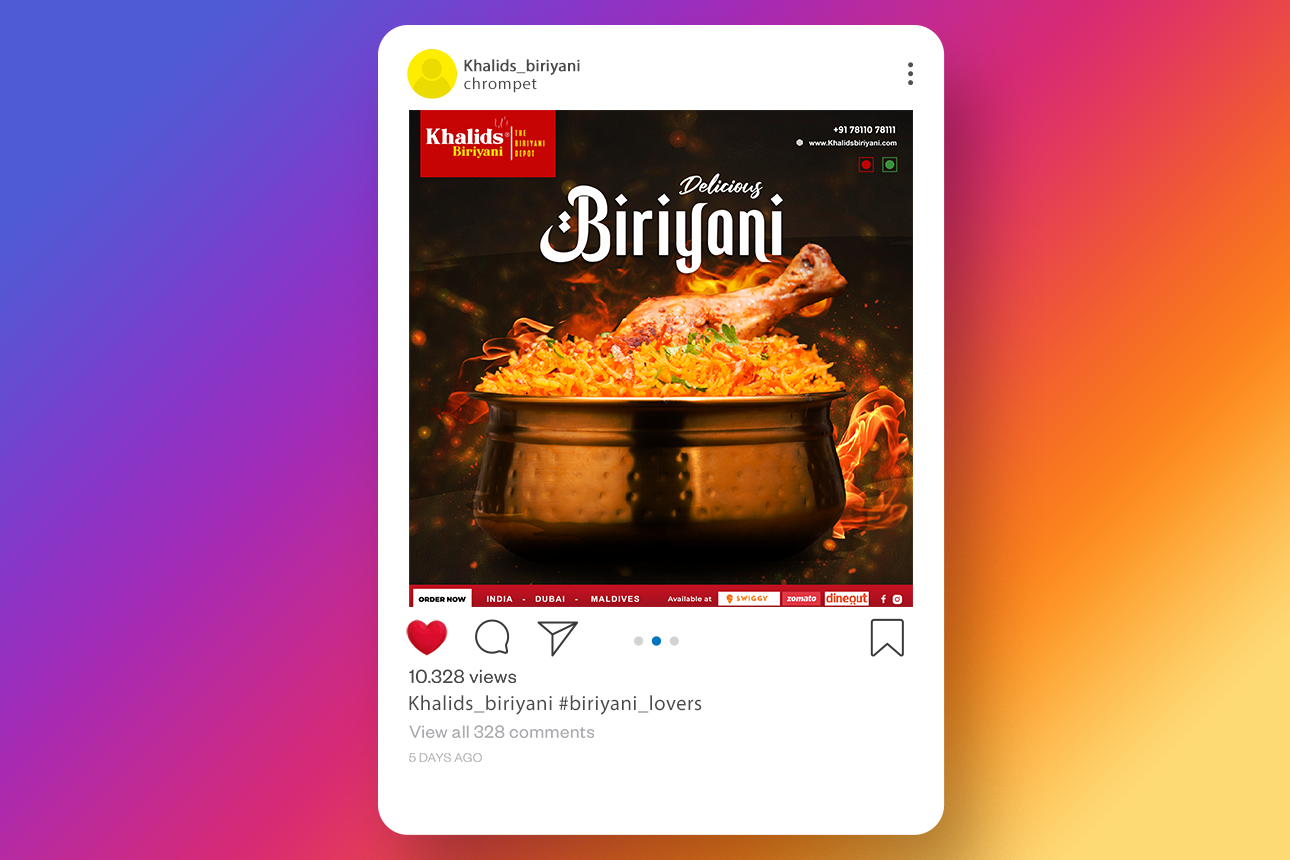 Khalids_biriyani
chrompet
Khalids®
Biriyani
THE
BIRIYANI
DEPOT
+91 78110 78111
www.Khalidsbiriyani.com
Delicious
Biriyani
ORDER NOW
INDIA - DUBAI - MALDIVES
Available at
SWIGGY
zomato
dineout
10.328 views
Khalids_biriyani #biriyani_lovers
View all 328 comments
5 DAYS AGO